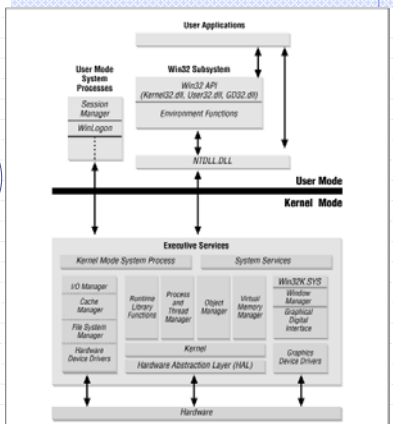 User Applications
User Mode
System
Processes
Session
Manager
WinLogon
Win32 Subsystem
Win32 API
(Kernel32.dll, User32.dll, GD32.dll)
Environment Functions
NTDLL.DLL
User Mode
Kernel Mode
Executive Services
Kernel Mode System Process
System Services
I/O Manager
Cache
Manager
File System
Manager
Hardware
Device Drivers
Runtime
Library
Functions
Process
and
Thread
Manager
Object
Manager
Virtual
Memory
Manager
Win32K.SYS
Window
Manager
Graphical
Digital
Interface
Graphics
Device Drivers
Kernel
Hardware Abstraction Layer (HAL)
Hardware